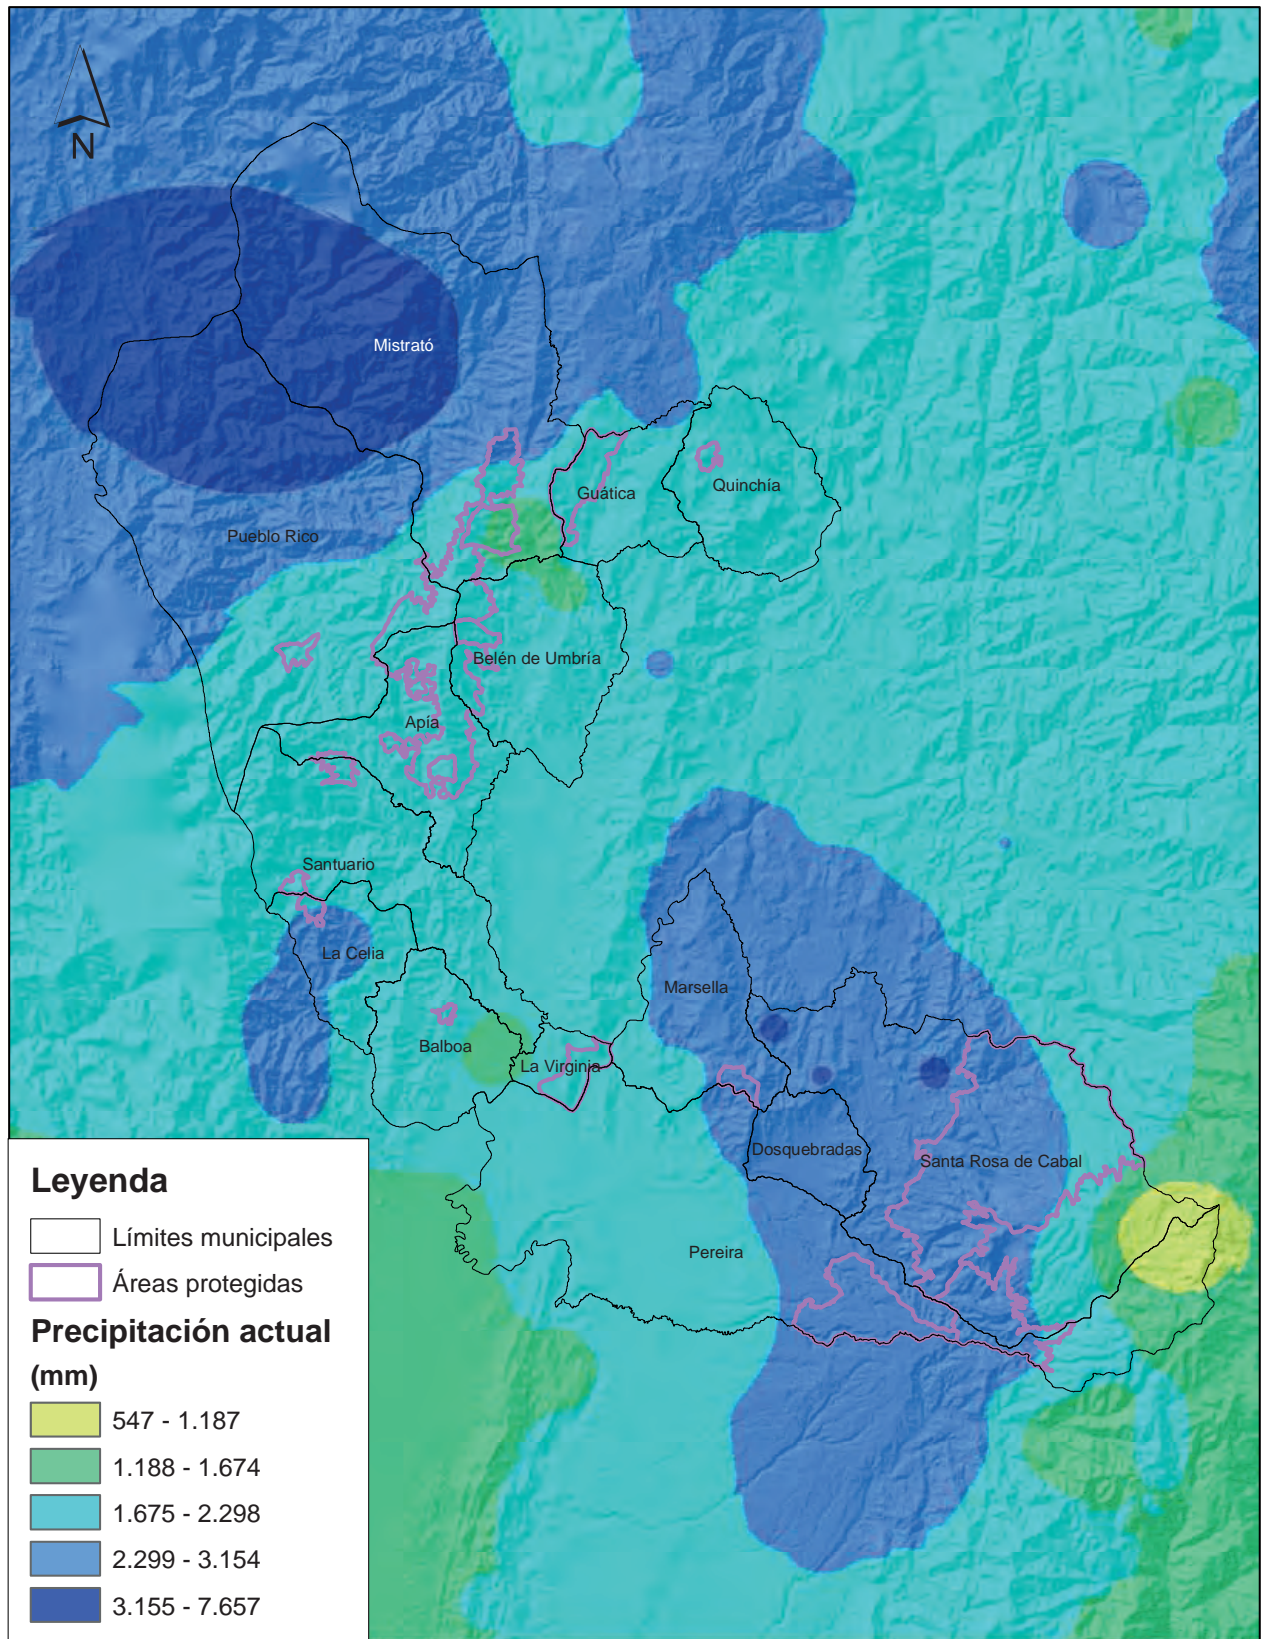 N
Mistrató
Guática
Quinchía
Pueblo Rico
Belén de Umbría
Apía
Santuario
La Celia
Marsella
Balboa
La Virginia
Dosquebradas
Santa Rosa de Cabal
Pereira
Leyenda
Límites municipales
Áreas protegidas
Precipitación actual
(mm)
547 - 1.187
1.188 - 1.674
1.675 - 2.298
2.299 - 3.154
3.155 - 7.657